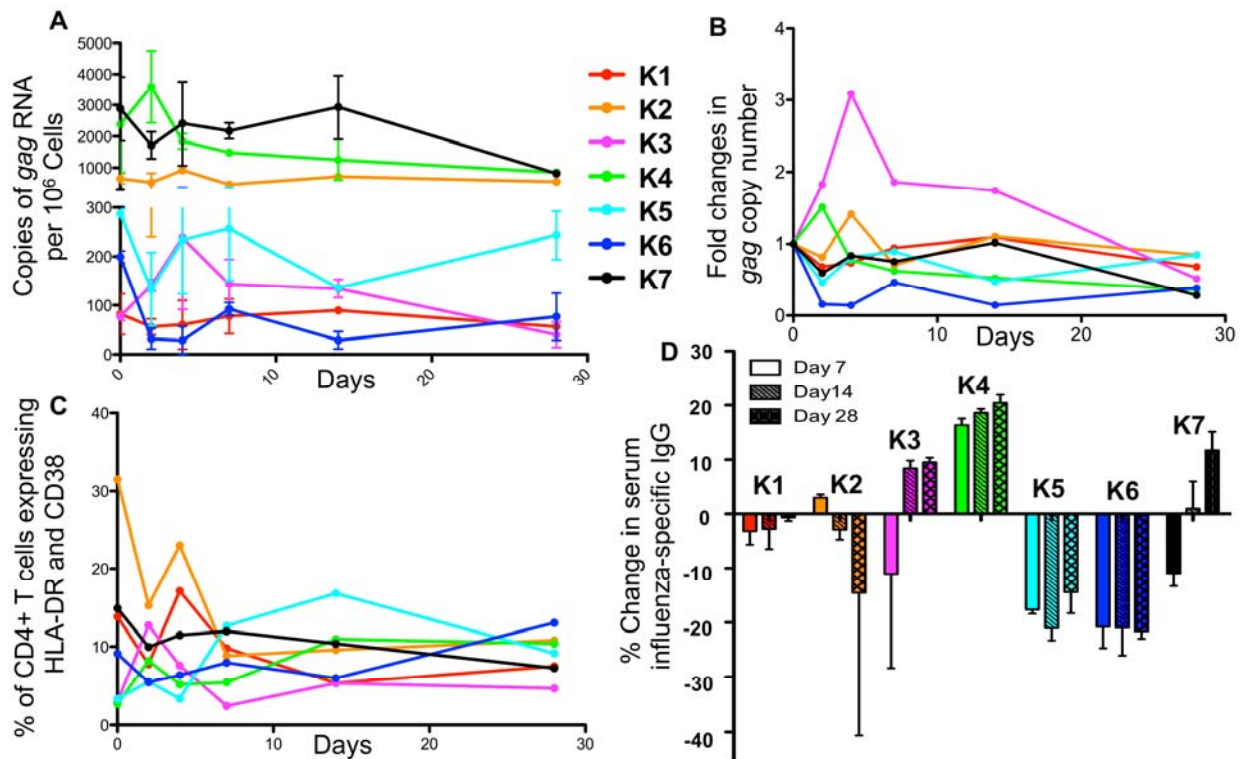 A
Copies of gag RNA
per 10⁶ Cells
5000
4000
3000
2000
1000
300
200
100
0
0
10
20
30
Days
K1
K2
K3
K4
K5
K6
K7
B
Fold changes in
gag copy number
4
3
2
1
0
0
10
20
30
Days
C
% of CD4+ T cells expressing
HLA-DR and CD38
40
30
20
10
0
0
10
20
30
Days
D
% Change in serum
influenza-specific IgG
30
20
10
0
-10
-20
-30
-40
Day 7
Day14
Day 28
K1
K2
K3
K4
K5
K6
K7